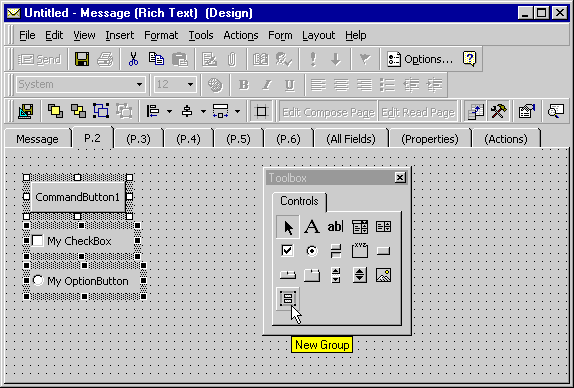 Untitled - Message (Rich Text) (Design)
File Edit View Insert Format Tools Actions Form Layout Help
Send Options...
System 12 B I U
Edit Compose Page Edit Read Page
Message P.2 (P.3) (P.4) (P.5) (P.6) (All Fields) (Properties) (Actions)
CommandButton1
My CheckBox
My OptionButton
Toolbox
Controls
A ab|
XYZ
New Group